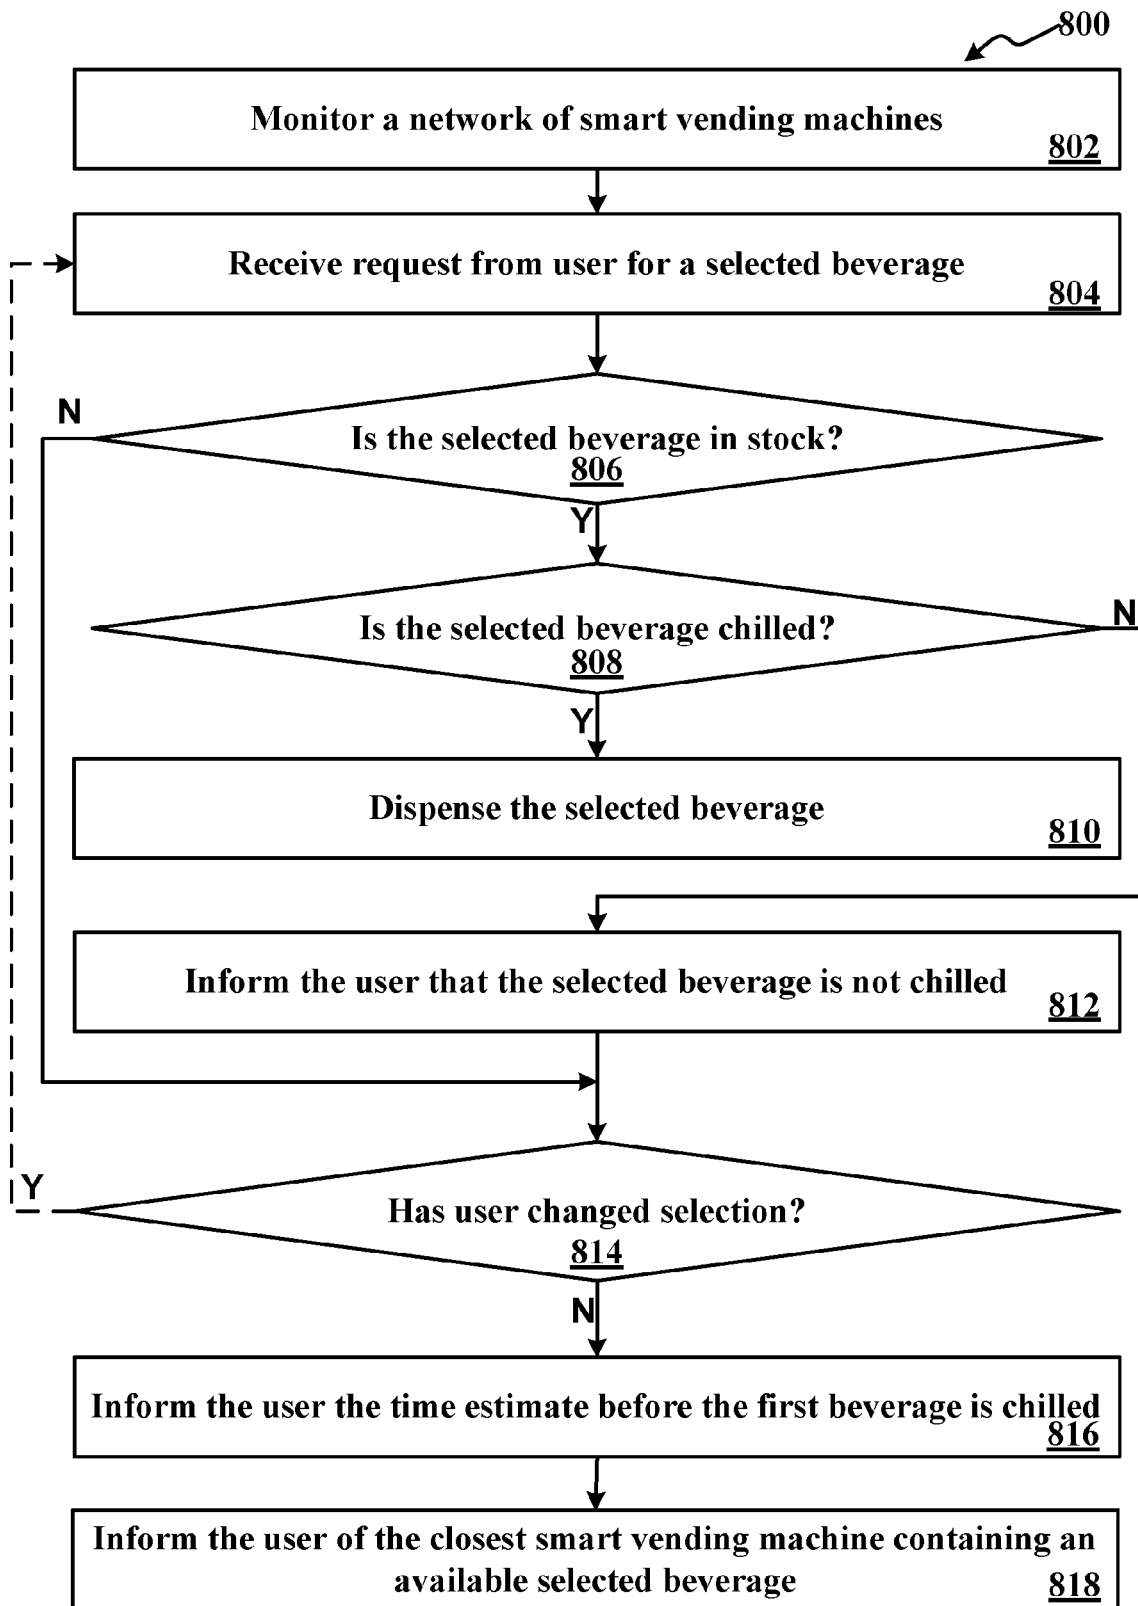 800
Monitor a network of smart vending machines
802
Receive request from user for a selected beverage
804
N
Is the selected beverage in stock?
806
Y
Is the selected beverage chilled?
N
808
Y
Dispense the selected beverage
810
Inform the user that the selected beverage is not chilled
812
Y
Has user changed selection?
814
N
Inform the user the time estimate before the first beverage is chilled
816
Inform the user of the closest smart vending machine containing an
available selected beverage
818